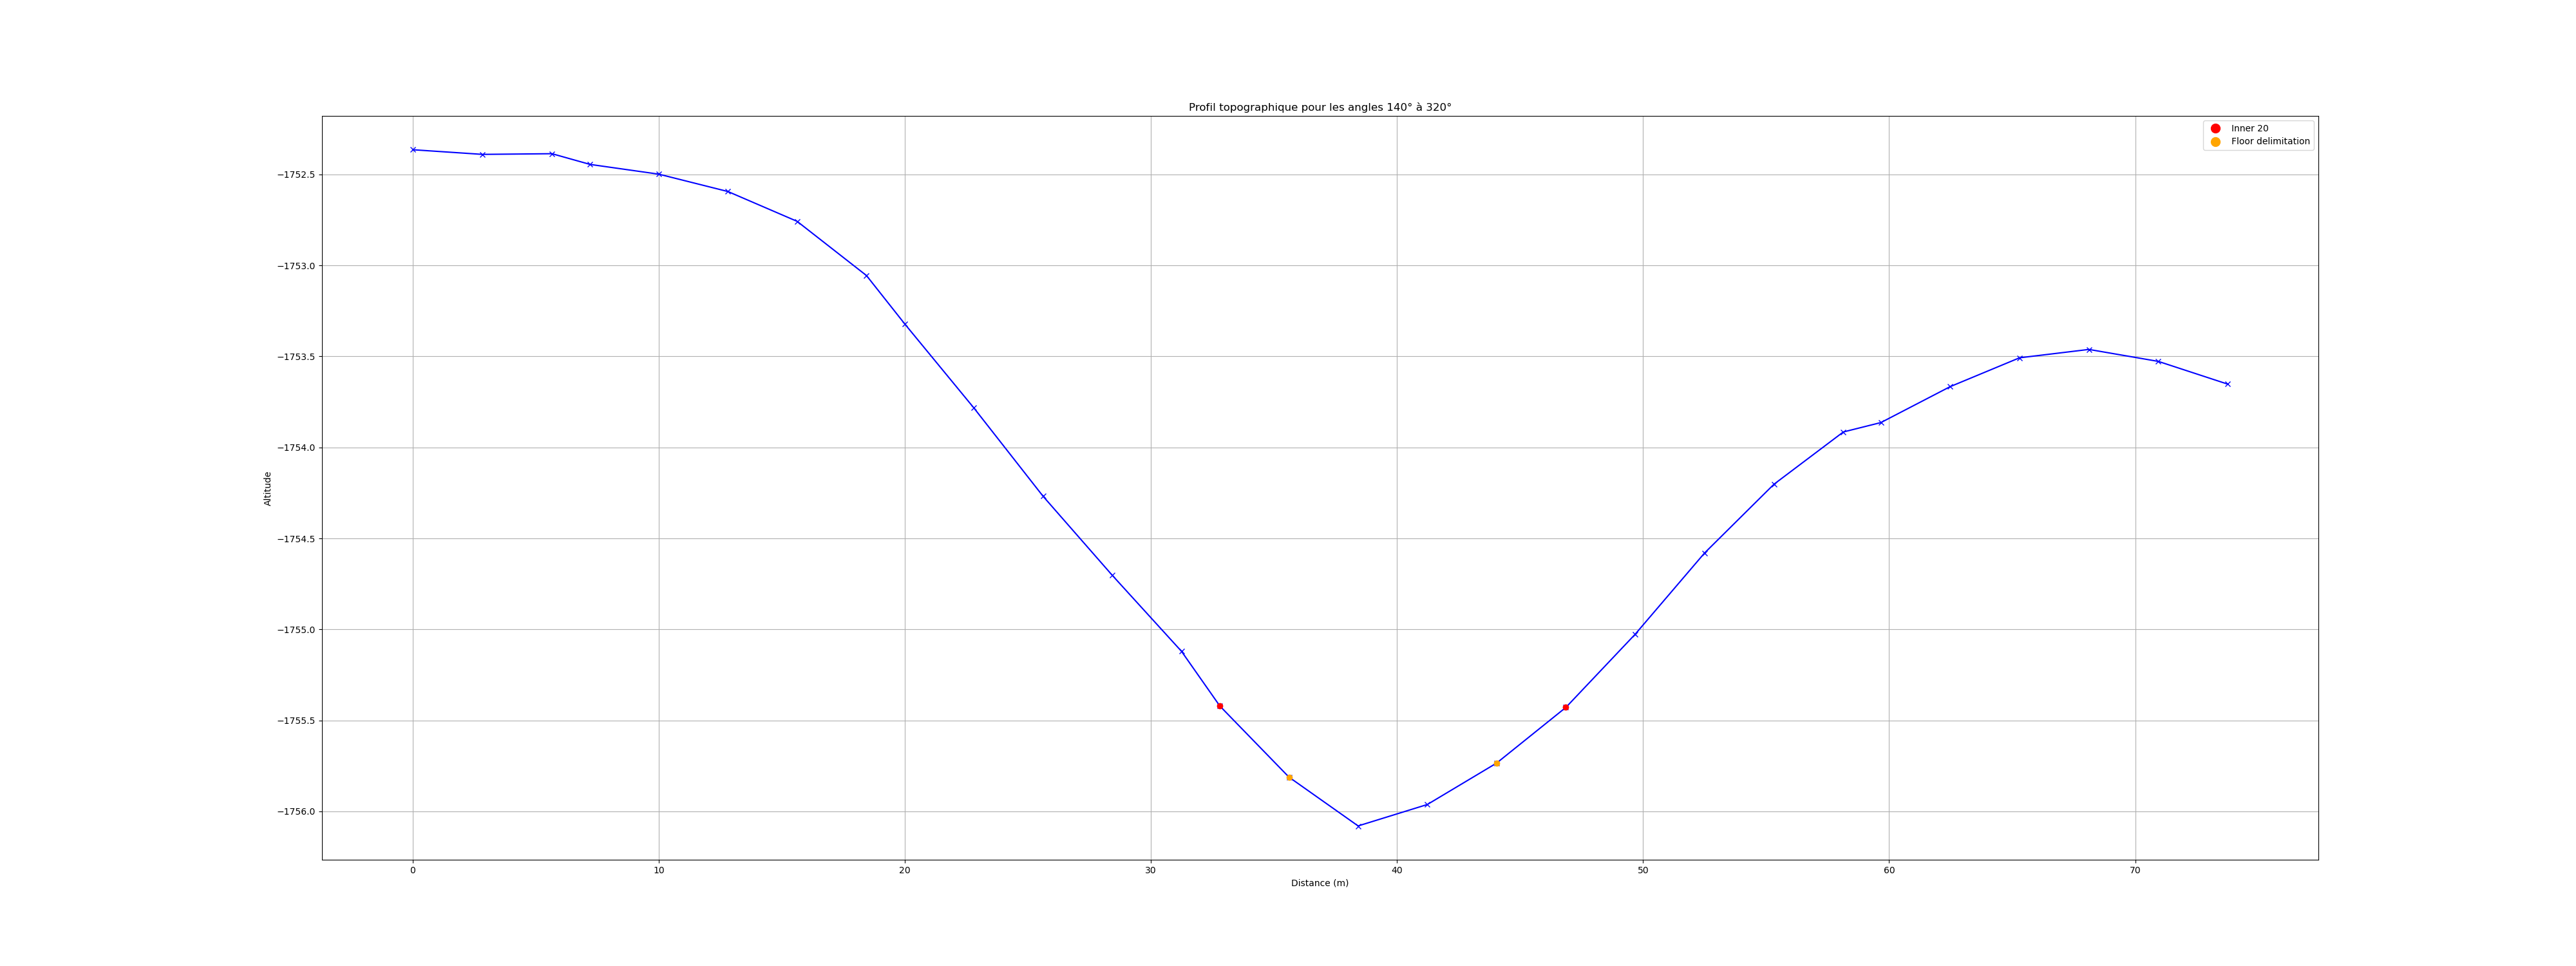 Profil topographique pour les angles 140° à 320°
Inner 20
Floor delimitation
−1752.5
−1753.0
−1753.5
−1754.0
−1754.5
−1755.0
−1755.5
−1756.0
Altitude
0 10 20 30 40 50 60 70
Distance (m)